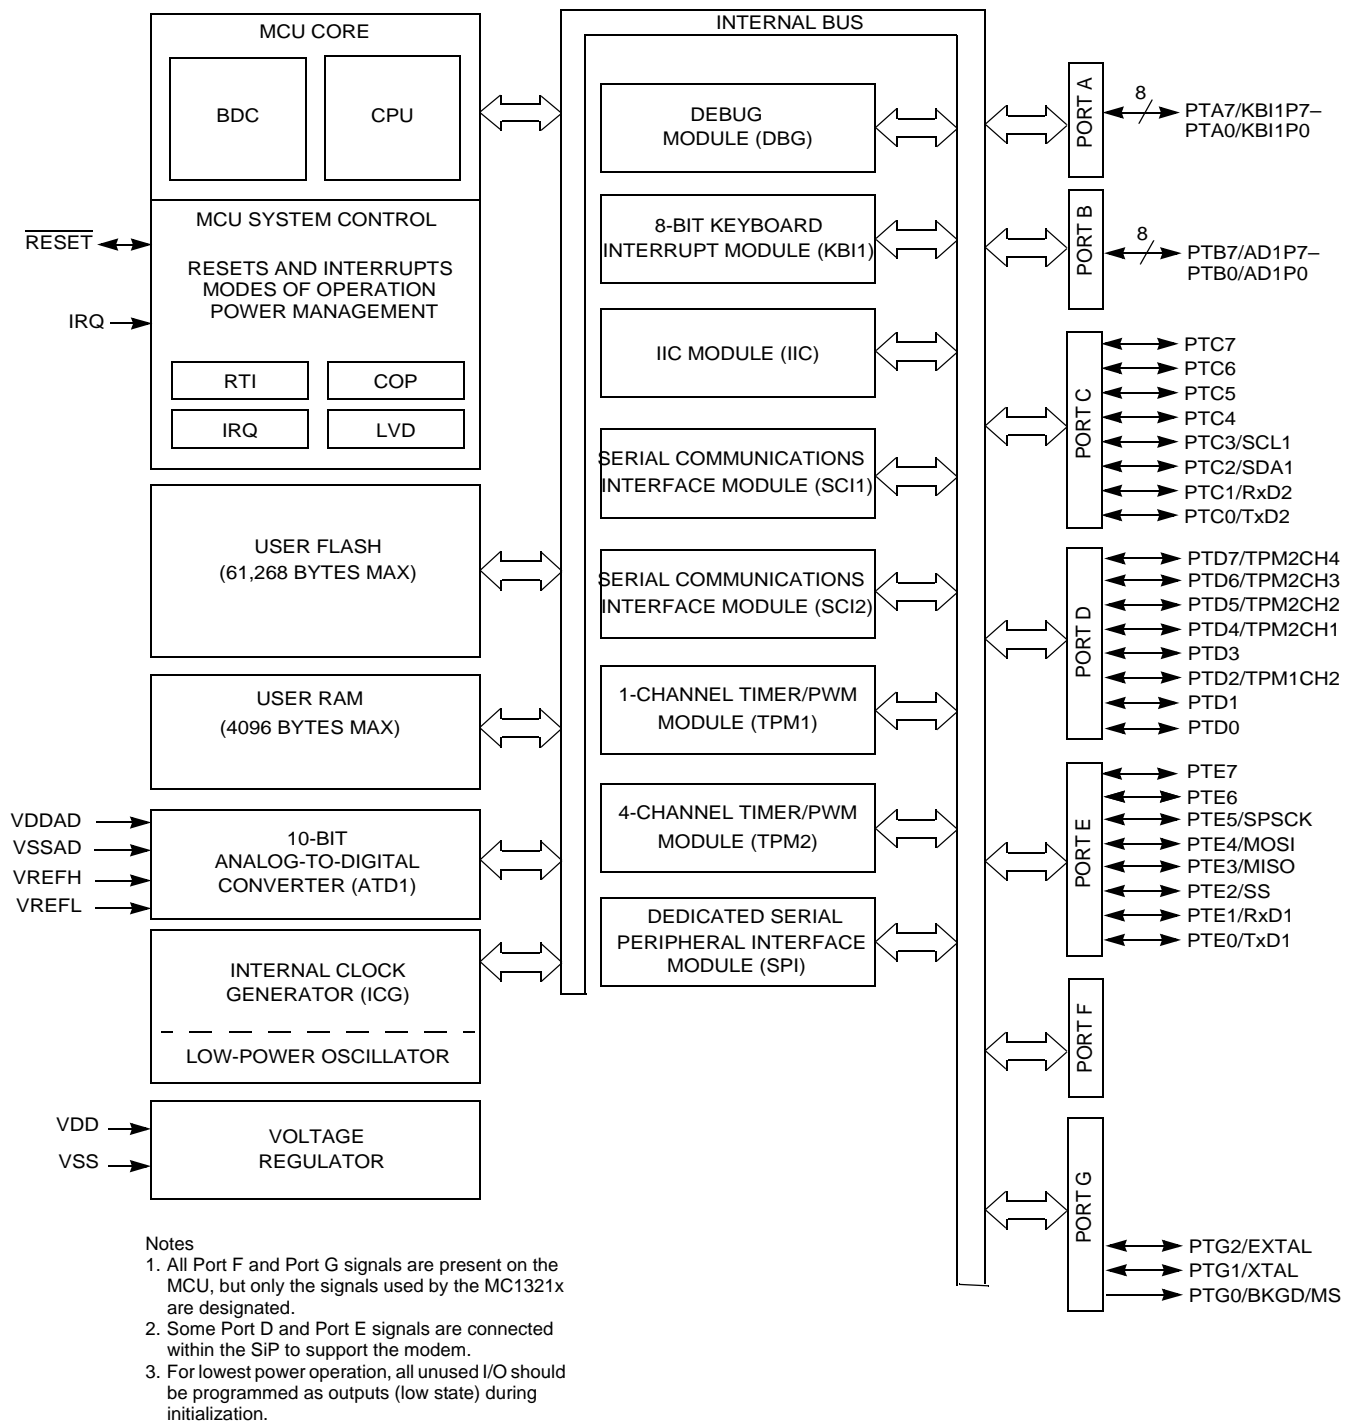 MCU CORE
BDC
CPU
MCU SYSTEM CONTROL
RESETS AND INTERRUPTS
MODES OF OPERATION
POWER MANAGEMENT
RTI
COP
IRQ
LVD
RESET
IRQ
USER FLASH
(61,268 BYTES MAX)
USER RAM
(4096 BYTES MAX)
VDDAD
VSSAD
VREFH
VREFL
10-BIT
ANALOG-TO-DIGITAL
CONVERTER (ATD1)
INTERNAL CLOCK
GENERATOR (ICG)
LOW-POWER OSCILLATOR
VDD
VSS
VOLTAGE
REGULATOR
INTERNAL BUS
DEBUG
MODULE (DBG)
8-BIT KEYBOARD
INTERRUPT MODULE (KBI1)
IIC MODULE (IIC)
SERIAL COMMUNICATIONS
INTERFACE MODULE (SCI1)
SERIAL COMMUNICATIONS
INTERFACE MODULE (SCI2)
1-CHANNEL TIMER/PWM
MODULE (TPM1)
4-CHANNEL TIMER/PWM
MODULE (TPM2)
DEDICATED SERIAL
PERIPHERAL INTERFACE
MODULE (SPI)
PORT A
8
PTA7/KBI1P7–
PTA0/KBI1P0
PORT B
8
PTB7/AD1P7–
PTB0/AD1P0
PORT C
PTC7
PTC6
PTC5
PTC4
PTC3/SCL1
PTC2/SDA1
PTC1/RxD2
PTC0/TxD2
PORT D
PTD7/TPM2CH4
PTD6/TPM2CH3
PTD5/TPM2CH2
PTD4/TPM2CH1
PTD3
PTD2/TPM1CH2
PTD1
PTD0
PORT E
PTE7
PTE6
PTE5/SPSCK
PTE4/MOSI
PTE3/MISO
PTE2/SS
PTE1/RxD1
PTE0/TxD1
PORT F
PORT G
PTG2/EXTAL
PTG1/XTAL
PTG0/BKGD/MS
Notes
1. All Port F and Port G signals are present on the
MCU, but only the signals used by the MC1321x
are designated.
2. Some Port D and Port E signals are connected
within the SiP to support the modem.
3. For lowest power operation, all unused I/O should
be programmed as outputs (low state) during
initialization.